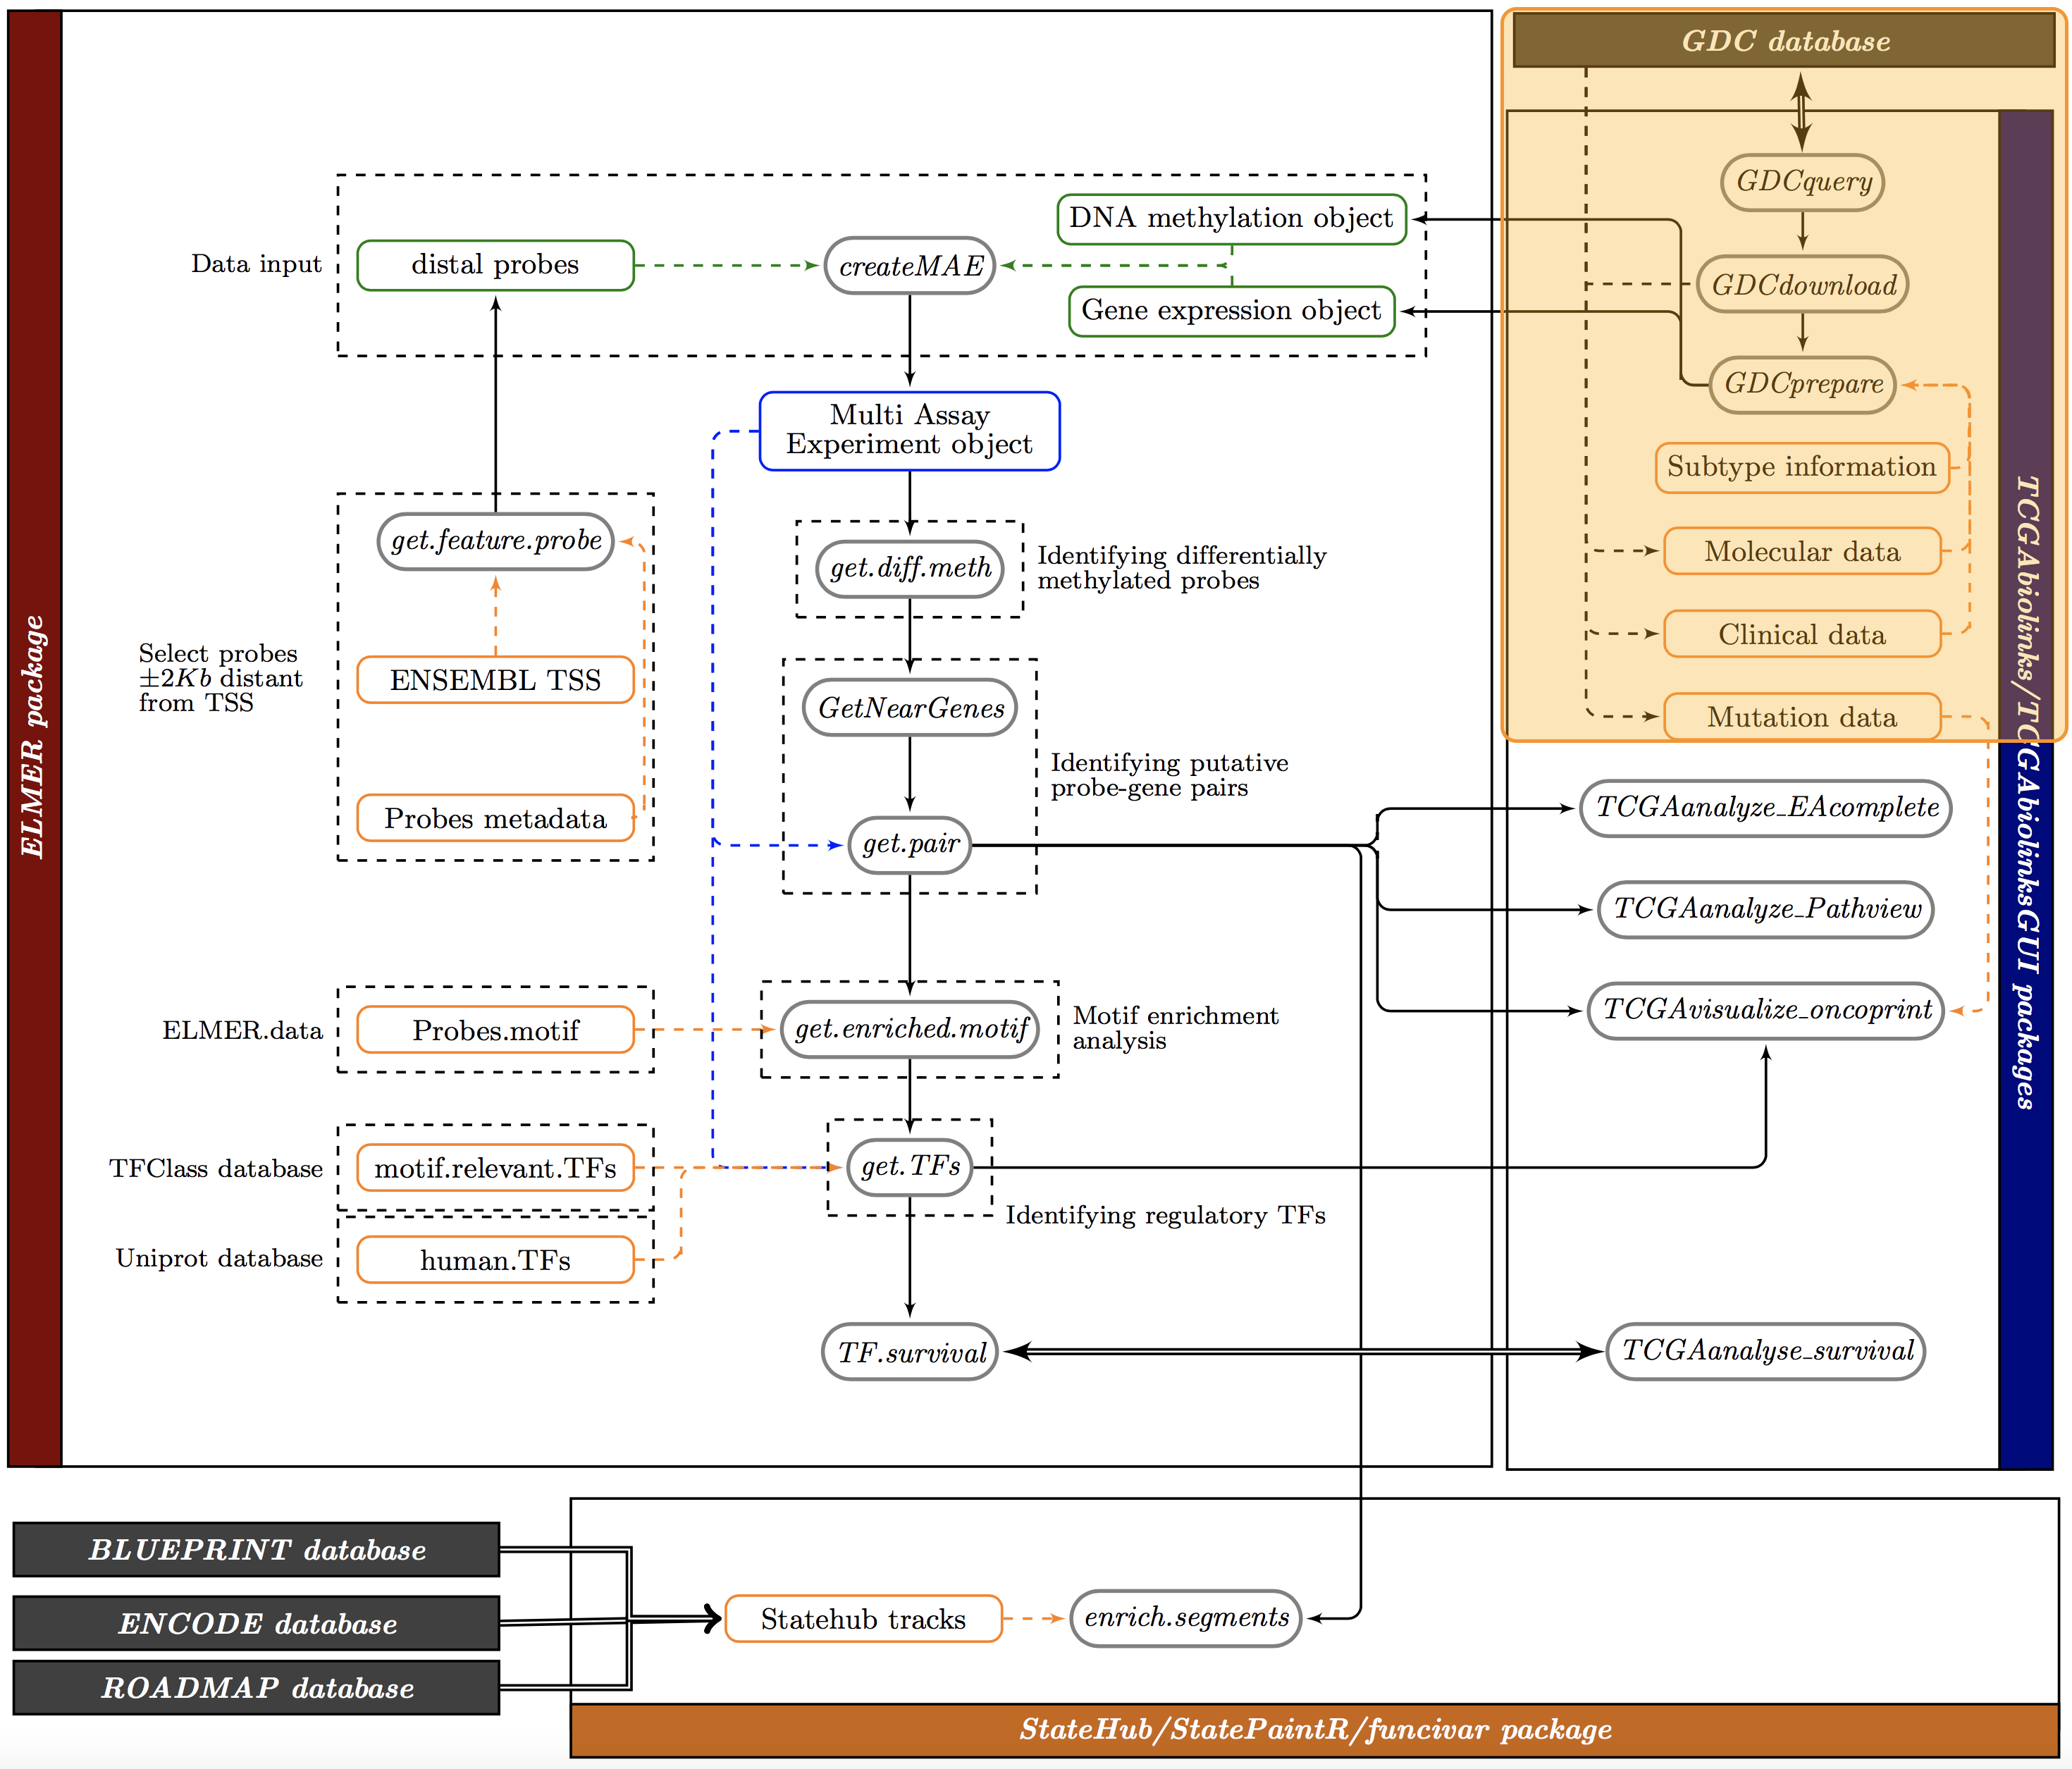 ELMER package
GDC database
GDCquery
DNA methylation object
Data input
distal probes
createMAE
GDCdownload
Gene expression object
GDCprepare
Multi Assay
Experiment object
Subtype information
get.feature.probe
Identifying differentially
methylated probes
get.diff.meth
Molecular data
Clinical data
Select probes
±2Kb distant
from TSS
ENSEMBL TSS
GetNearGenes
Mutation data
TCGAbiolinks/TCGAbiolinksGUI packages
Identifying putative
probe-gene pairs
Probes metadata
TCGAanalyze_EAcomplete
get.pair
TCGAanalyze_Pathview
ELMER.data
Probes.motif
get.enriched.motif
Motif enrichment
analysis
TCGAvisualize_oncoprint
TFClass database
motif.relevant.TFs
get.TFs
Identifying regulatory TFs
Uniprot database
human.TFs
TF.survival
TCGAanalyse_survival
BLUEPRINT database
ENCODE database
Statehub tracks
enrich.segments
ROADMAP database
StateHub/StatePaintR/funcivar package